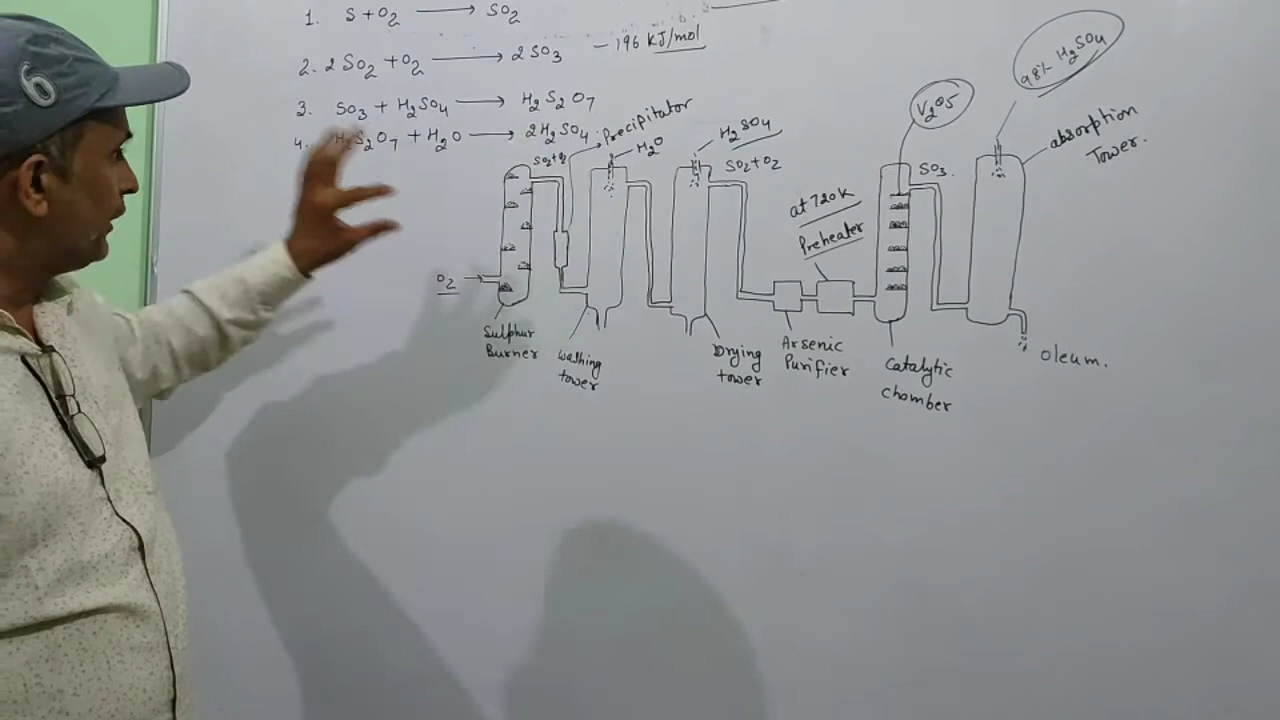 1. S + O₂ ⟶ SO₂
2. 2 SO₂ + O₂ ⟶ 2 SO₃ – 196 KJ/mol
3. SO₃ + H₂SO₄ ⟶ H₂S₂O₇
4. H₂S₂O₇ + H₂O ⟶ 2H₂SO₄
Precipitator
H₂O
H₂SO₄
SO₂ + O₂
at 720K
Preheater
V₂O₅
SO₃.
98% H₂SO₄
absorption
Tower.
O₂
Sulphur
Burner
Washing
tower
Drying
tower
Arsenic
Purifier
Catalytic
chamber
Oleum.
6